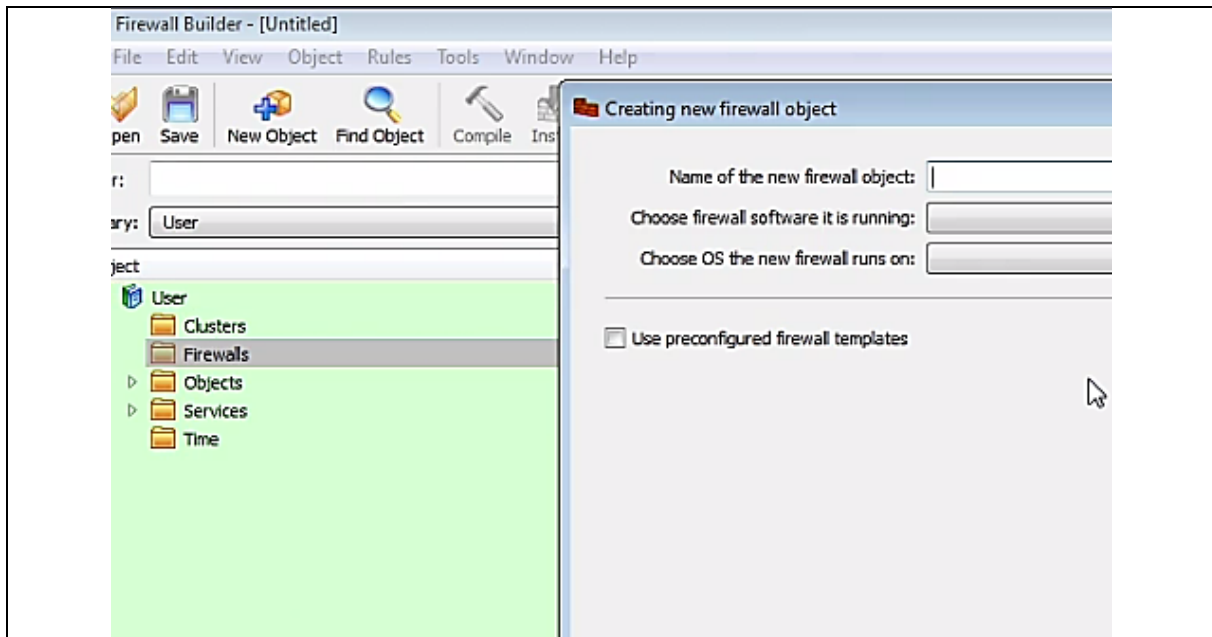 Firewall Builder - [Untitled]
File Edit View Object Rules Tools Window Help
pen Save New Object Find Object Compile Inst
Creating new firewall object
r:
Name of the new firewall object:
ary: User
Choose firewall software it is running:
Choose OS the new firewall runs on:
ject
User
Clusters
Use preconfigured firewall templates
Firewalls
Objects
Services
Time